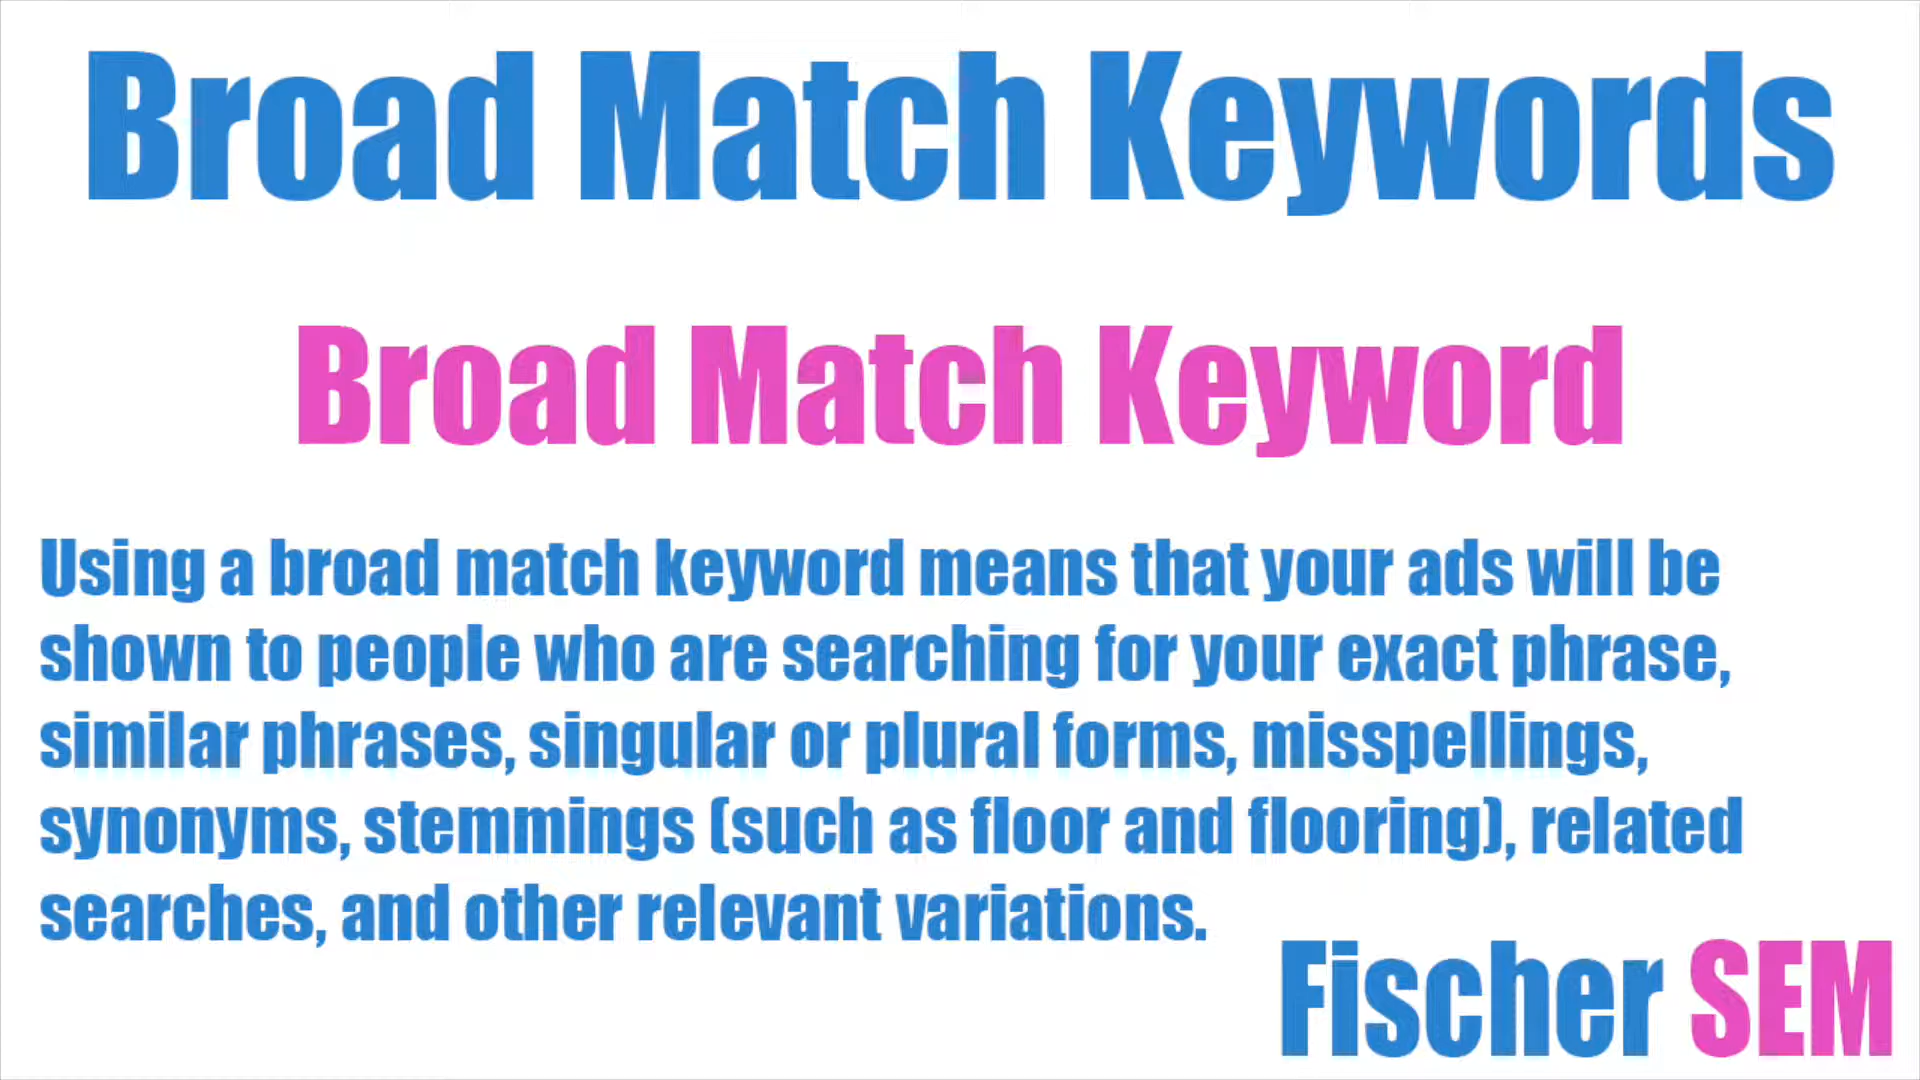 Broad Match Keywords
Broad Match Keyword
Using a broad match keyword means that your ads will be
shown to people who are searching for your exact phrase,
similar phrases, singular or plural forms, misspellings,
synonyms, stemmings (such as floor and flooring), related
searches, and other relevant variations.
Fischer SEM